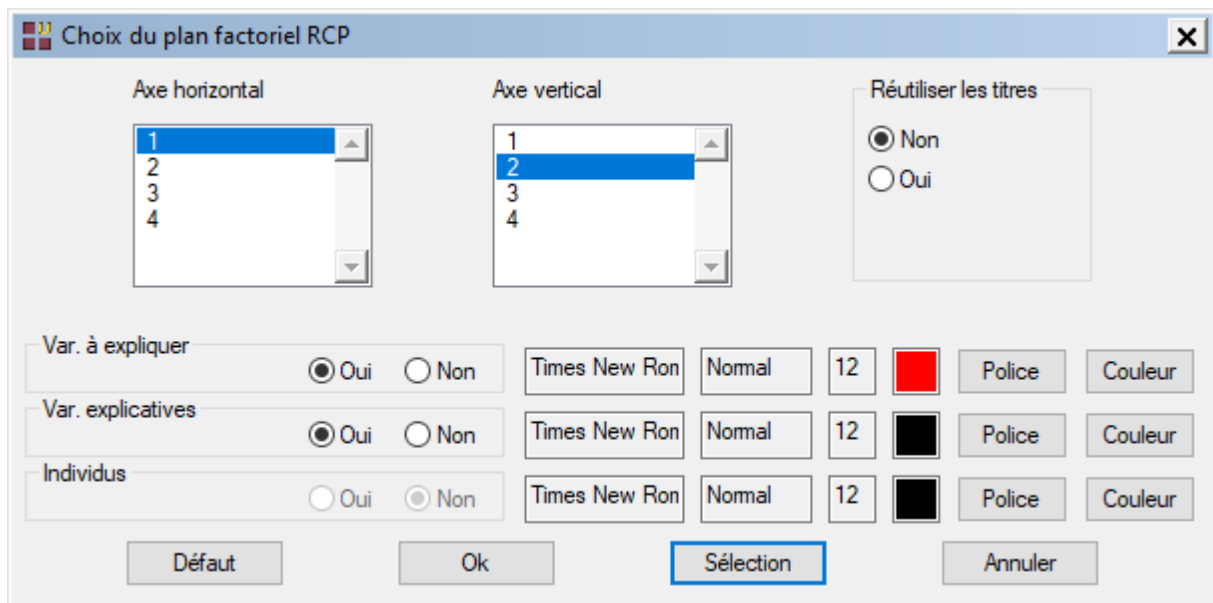 Choix du plan factoriel RCP
Axe horizontal Axe vertical Réutiliser les titres
1 1 Non
2 2 Oui
3 3
4 4
Var. à expliquer Oui Non Times New Ron Normal 12 Police Couleur
Var. explicatives Oui Non Times New Ron Normal 12 Police Couleur
Individus Oui Non Times New Ron Normal 12 Police Couleur
Défaut Ok Sélection Annuler